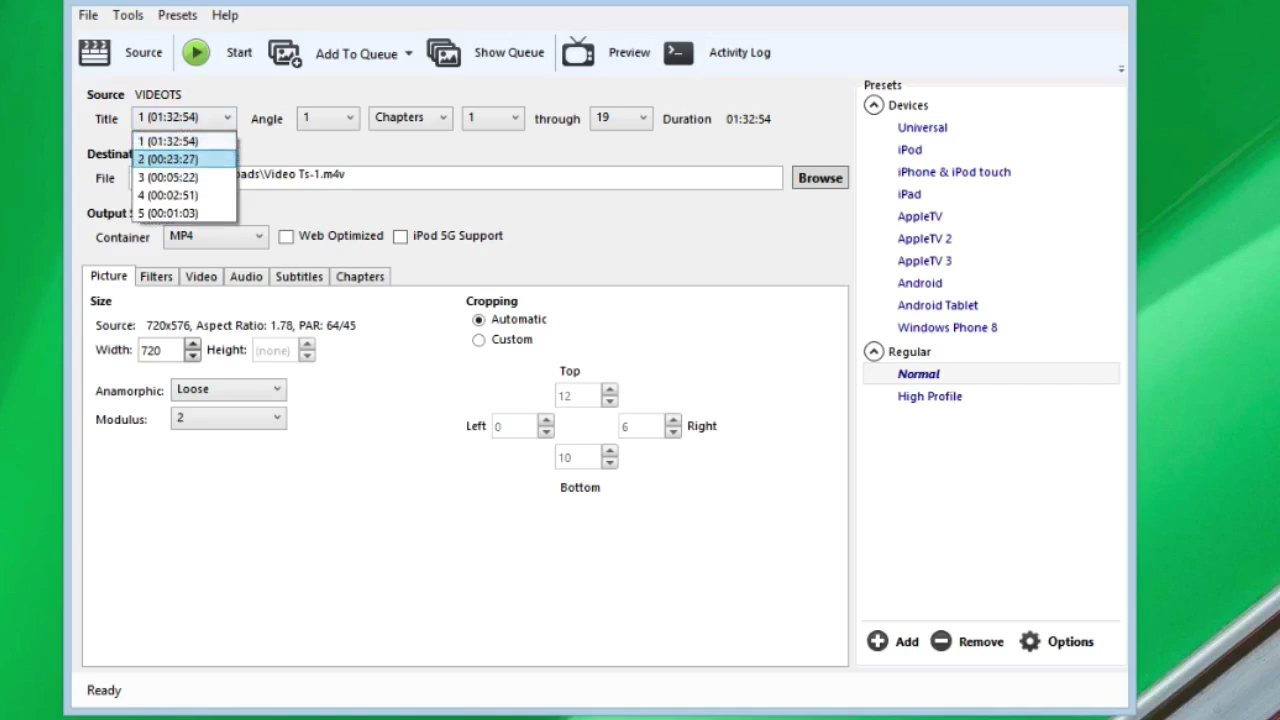 File Tools Presets Help
Source Start Add To Queue Show Queue Preview Activity Log
Source VIDEOTS
Title 1 (01:32:54) Angle 1 Chapters 1 through 19 Duration 01:32:54
1 (01:32:54)
2 (00:23:27)
3 (00:05:22)
4 (00:02:51)
5 (00:01:03)
Destinat
File ads\Video Ts-1.m4v Browse
Output S
Container MP4 Web Optimized iPod 5G Support
Picture Filters Video Audio Subtitles Chapters
Size
Source: 720x576, Aspect Ratio: 1.78, PAR: 64/45
Width: 720 Height: (none)
Anamorphic: Loose
Modulus: 2
Cropping
Automatic
Custom
Top
12
Left 0 6 Right
10
Bottom
Presets
Devices
Universal
iPod
iPhone & iPod touch
iPad
AppleTV
AppleTV 2
AppleTV 3
Android
Android Tablet
Windows Phone 8
Regular
Normal
High Profile
Add Remove Options
Ready